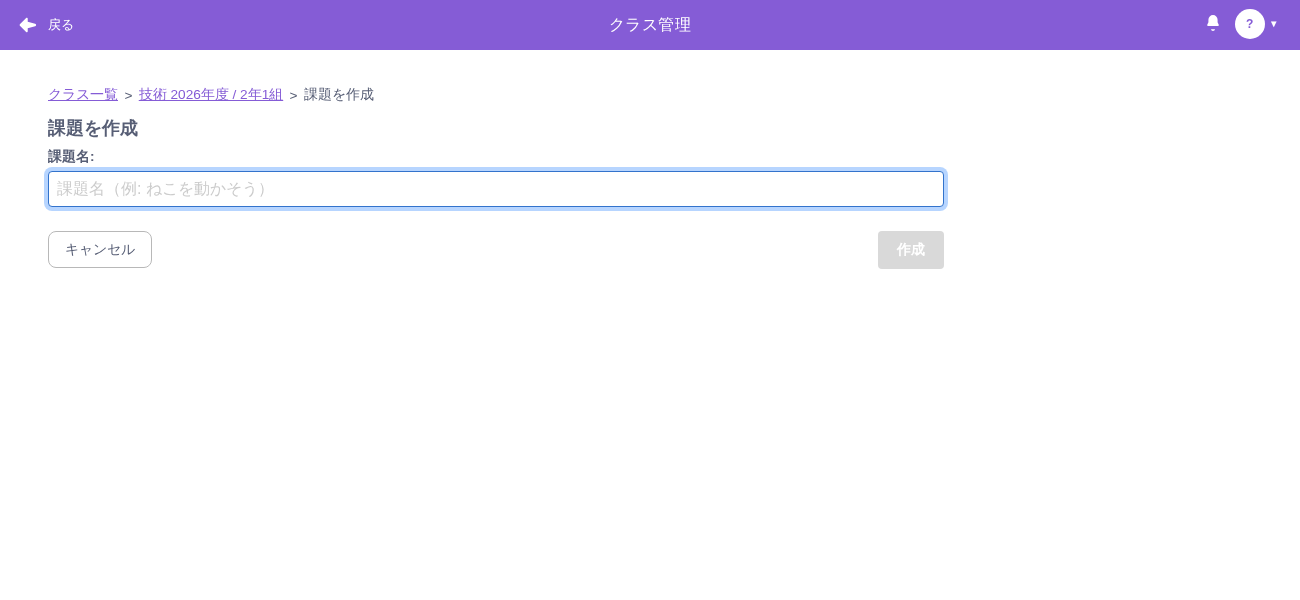 戻る
クラス管理
?
▼
クラス一覧 > 技術 2026年度 / 2年1組 > 課題を作成
課題を作成
課題名:
課題名（例: ねこを動かそう）
キャンセル
作成